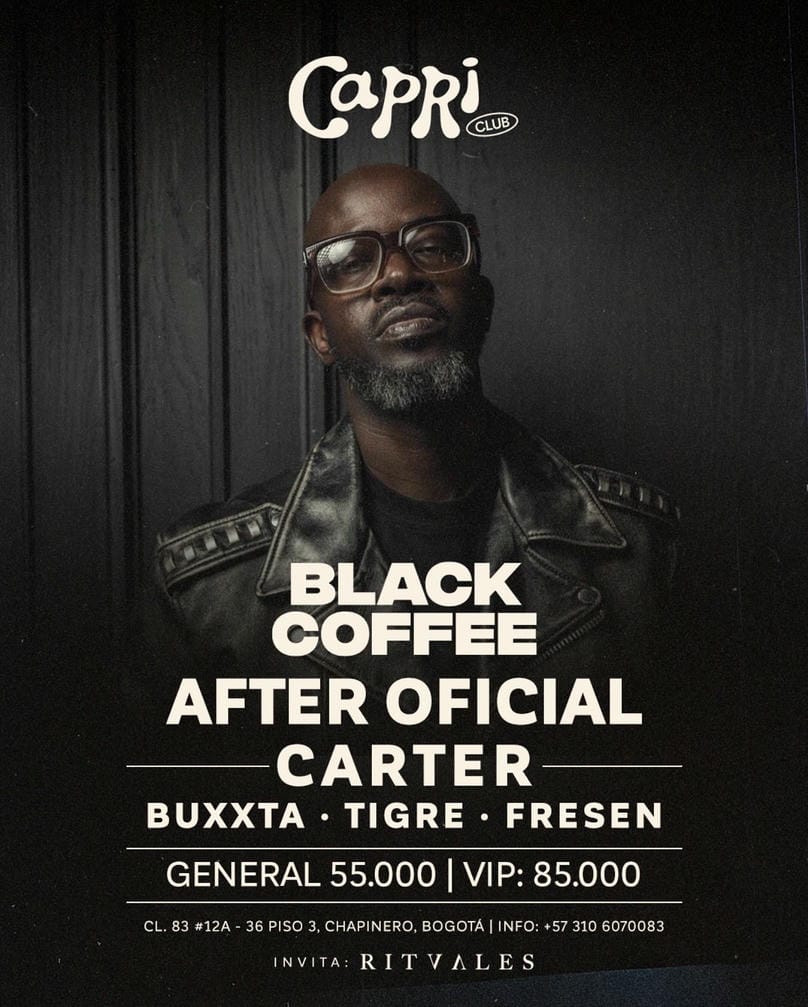 CAPRi
CLUB
BLACK
COFFEE
AFTER OFICIAL
CARTER
BUXXTA · TIGRE · FRESEN
GENERAL 55.000 | VIP: 85.000
CL. 83 #12A - 36 PISO 3, CHAPINERO, BOGOTÁ | INFO: +57 310 6070083
INVITA: RITVALES